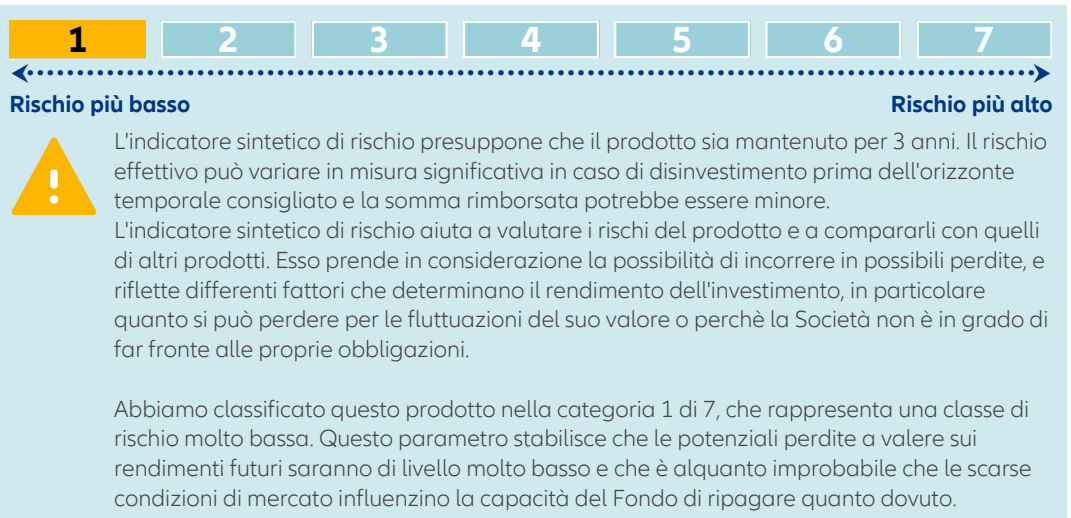 1 2 3 4 5 6 7
Rischio più basso Rischio più alto
L'indicatore sintetico di rischio presuppone che il prodotto sia mantenuto per 3 anni. Il rischio
effettivo può variare in misura significativa in caso di disinvestimento prima dell'orizzonte
temporale consigliato e la somma rimborsata potrebbe essere minore.
L'indicatore sintetico di rischio aiuta a valutare i rischi del prodotto e a compararli con quelli
di altri prodotti. Esso prende in considerazione la possibilità di incorrere in possibili perdite, e
riflette differenti fattori che determinano il rendimento dell'investimento, in particolare
quanto si può perdere per le fluttuazioni del suo valore o perchè la Società non è in grado di
far fronte alle proprie obbligazioni.
Abbiamo classificato questo prodotto nella categoria 1 di 7, che rappresenta una classe di
rischio molto bassa. Questo parametro stabilisce che le potenziali perdite a valere sui
rendimenti futuri saranno di livello molto basso e che è alquanto improbabile che le scarse
condizioni di mercato influenzino la capacità del Fondo di ripagare quanto dovuto.